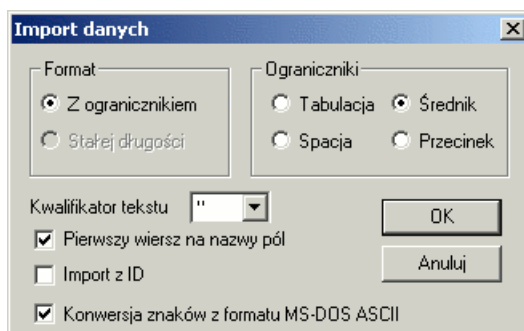 Import danych
Format
Z ogranicznikiem
Stałej długości
Ograniczniki
Tabulacja
Średnik
Spacja
Przecinek
Kwalifikator tekstu "
Pierwszy wiersz na nazwy pól
Import z ID
Konwersja znaków z formatu MS-DOS ASCII
OK
Anuluj